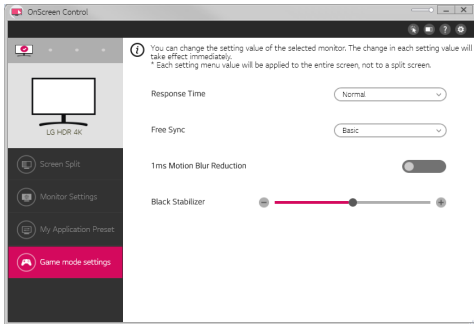 OnScreen Control
You can change the setting value of the selected monitor. The change in each setting value will
take effect immediately.
* Each setting menu value will be applied to the entire screen, not to a split screen.
LG HDR 4K
Screen Split
Monitor Settings
My Application Preset
Game mode settings
Response Time
Normal
Free Sync
Basic
1ms Motion Blur Reduction
Black Stabilizer